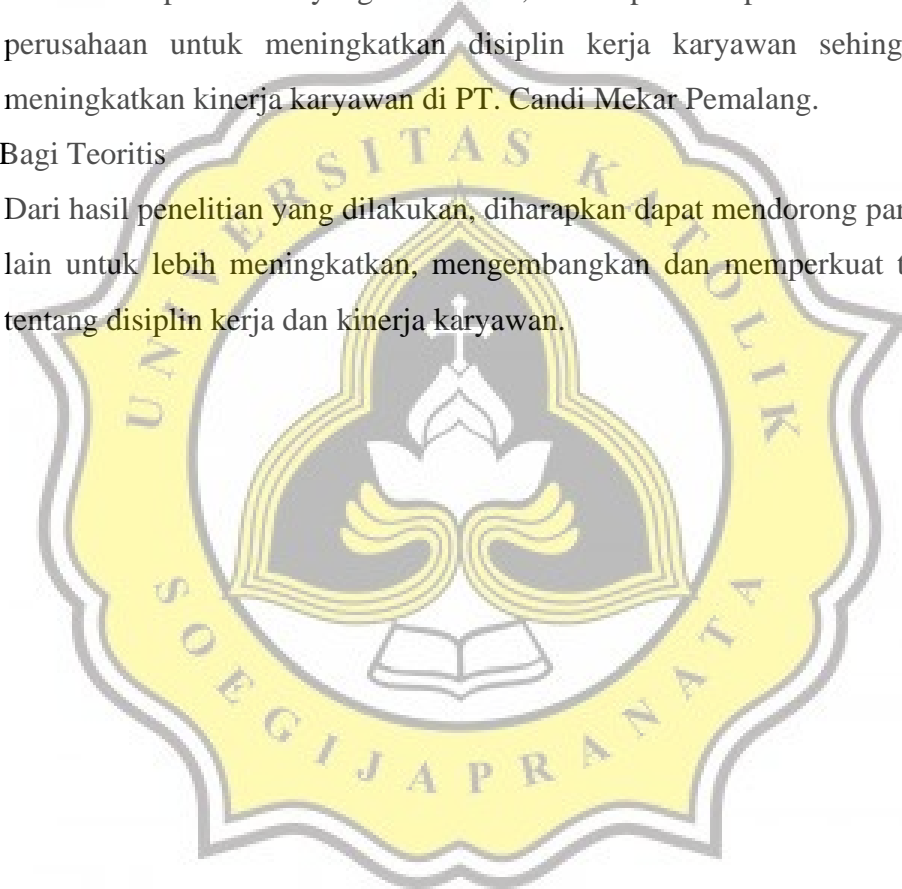 perusahaan untuk meningkatkan disiplin kerja karyawan
meningkatkan kinerja karyawan di PT. Candi Mekar Pemalang.
Bagi Teoritis
Dari hasil penelitian yang dilakukan, diharapkan dapat mendorong
lain untuk lebih meningkatkan, mengembangkan dan memperkuat
tentang disiplin kerja dan kinerja karyawan.
UNIVERSITAS KATOLIK
SOEGIJAPRANATA